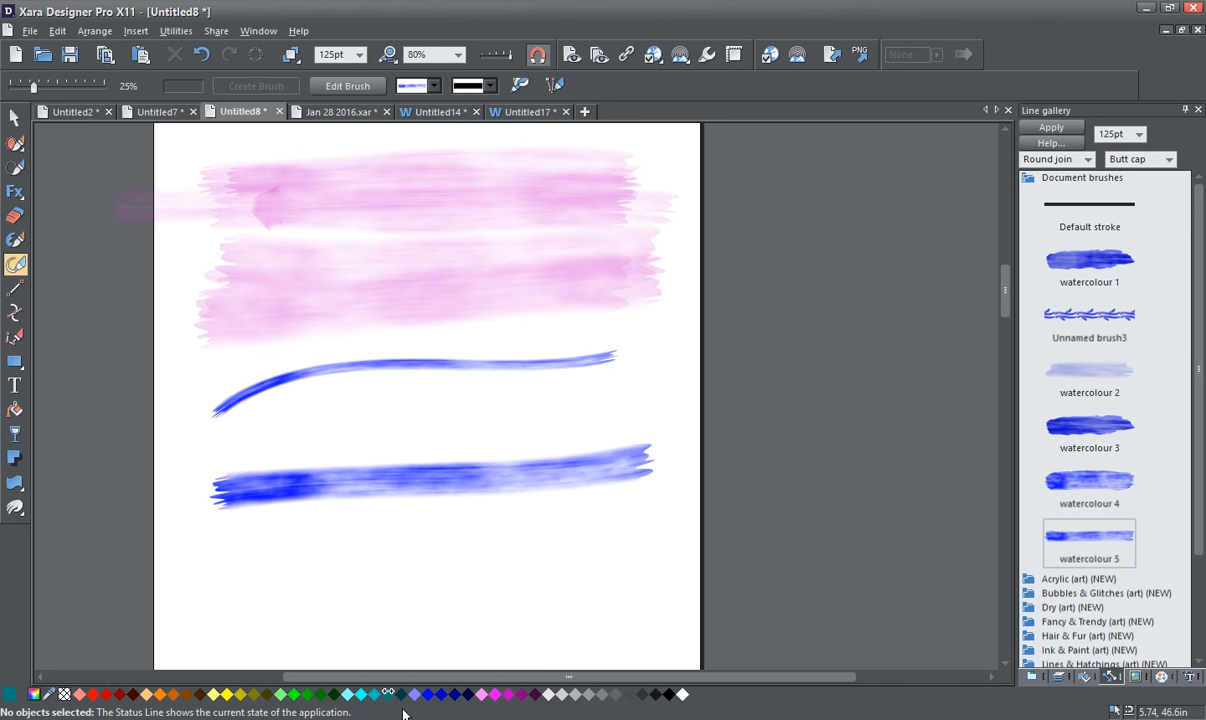 Xara Designer Pro X11 - [Untitled8 *]
File Edit Arrange Insert Utilities Share Window Help
125pt 80% PNG None
25% Create Brush Edit Brush
Untitled2 * Untitled7 * Untitled8 * Jan 28 2016.xar * Untitled14 * Untitled17 *
Line gallery
Apply 125pt
Help...
Round join Butt cap
Document brushes
Default stroke
watercolour 1
Unnamed brush3
watercolour 2
watercolour 3
watercolour 4
watercolour 5
Acrylic (art) (NEW)
Bubbles & Glitches (art) (NEW)
Dry (art) (NEW)
Fancy & Trendy (art) (NEW)
Hair & Fur (art) (NEW)
Ink & Paint (art) (NEW)
Lines & Hatchings (art) (NEW)
No objects selected: The Status Line shows the current state of the application. 5.74, 46.6in